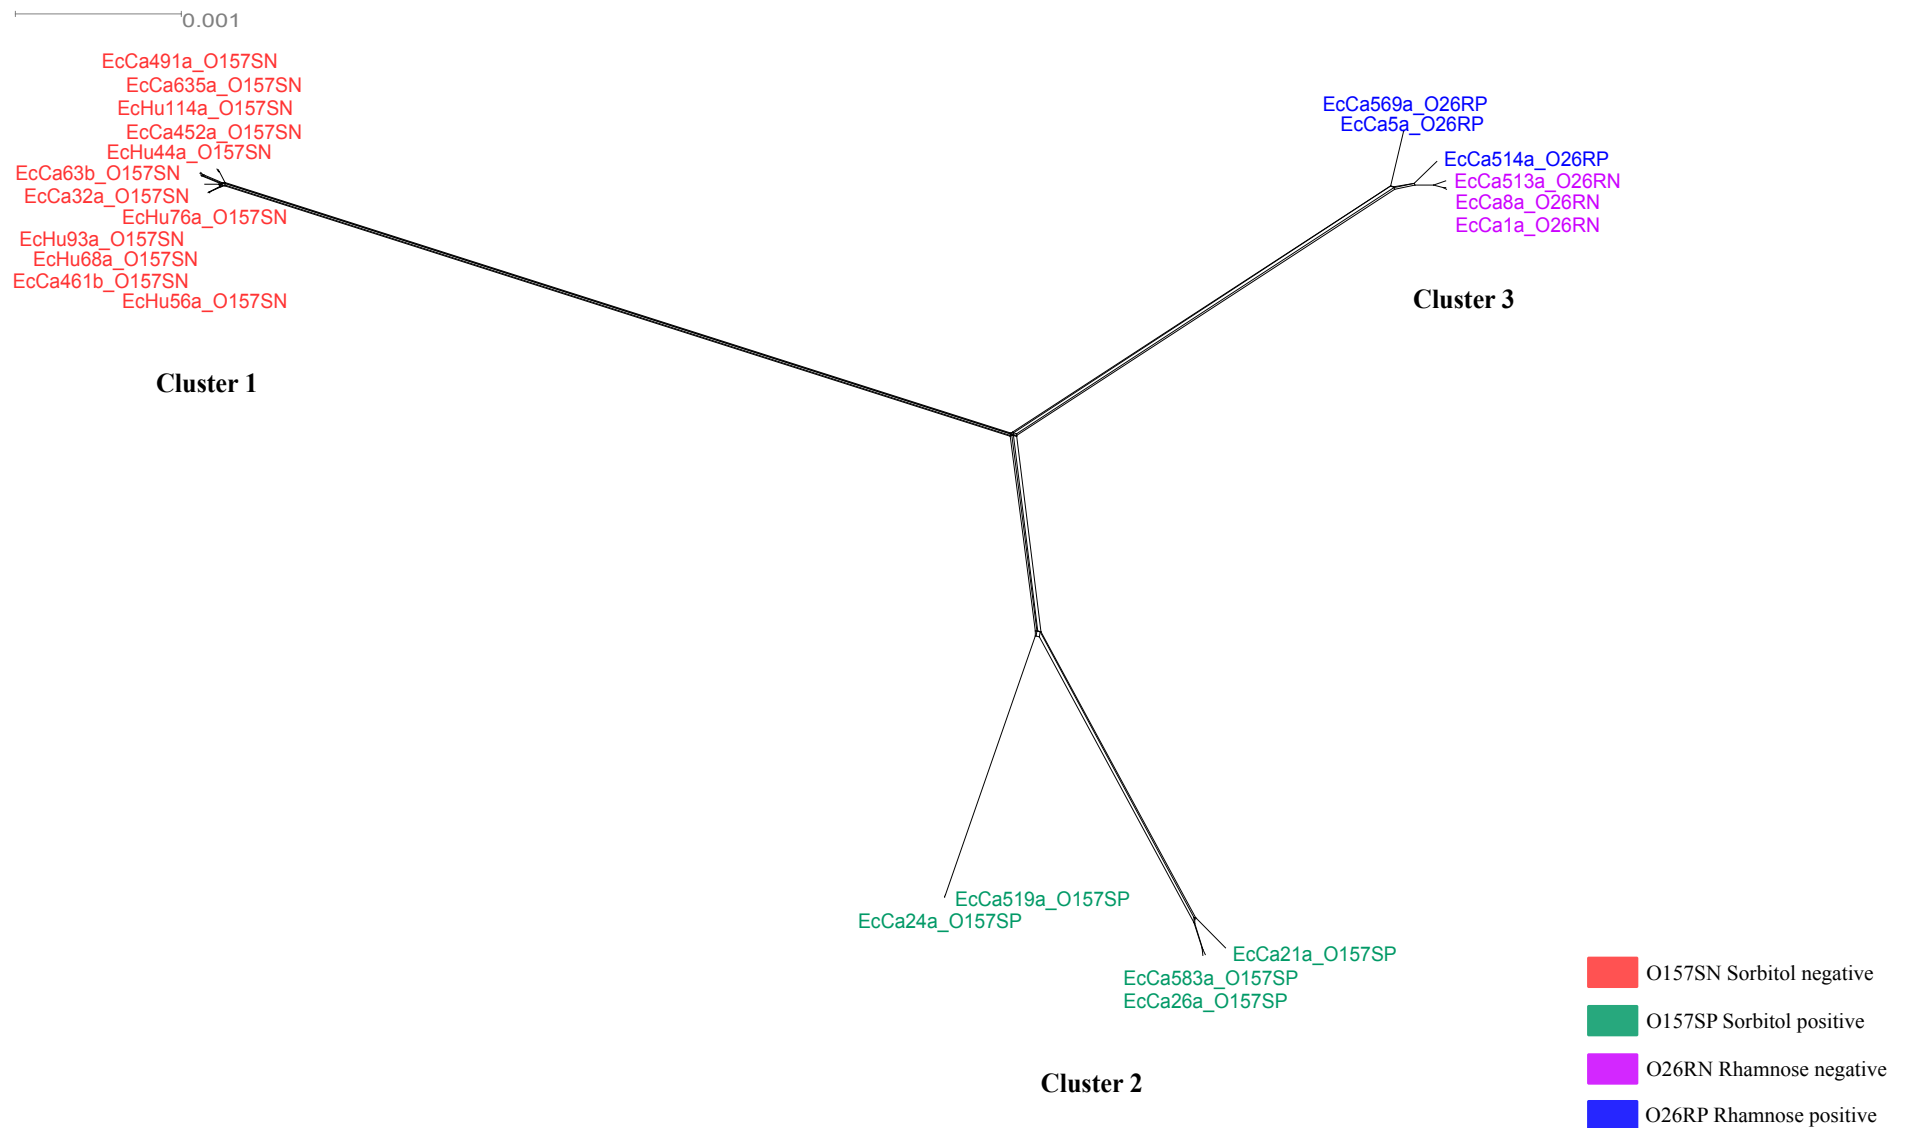 0.001
EcCa491a_O157SN
EcCa635a_O157SN
EcHu114a_O157SN
EcCa452a_O157SN
EcHu44a_O157SN
EcCa63b_O157SN
EcCa32a_O157SN
EcHu76a_O157SN
EcHu93a_O157SN
EcHu68a_O157SN
EcCa461b_O157SN
EcHu56a_O157SN
Cluster 1
EcCa569a_O26RP
EcCa5a_O26RP
EcCa514a_O26RP
EcCa513a_O26RN
EcCa8a_O26RN
EcCa1a_O26RN
Cluster 3
EcCa519a_O157SP
EcCa24a_O157SP
EcCa21a_O157SP
EcCa583a_O157SP
EcCa26a_O157SP
Cluster 2
O157SN Sorbitol negative
O157SP Sorbitol positive
O26RN Rhamnose negative
O26RP Rhamnose positive